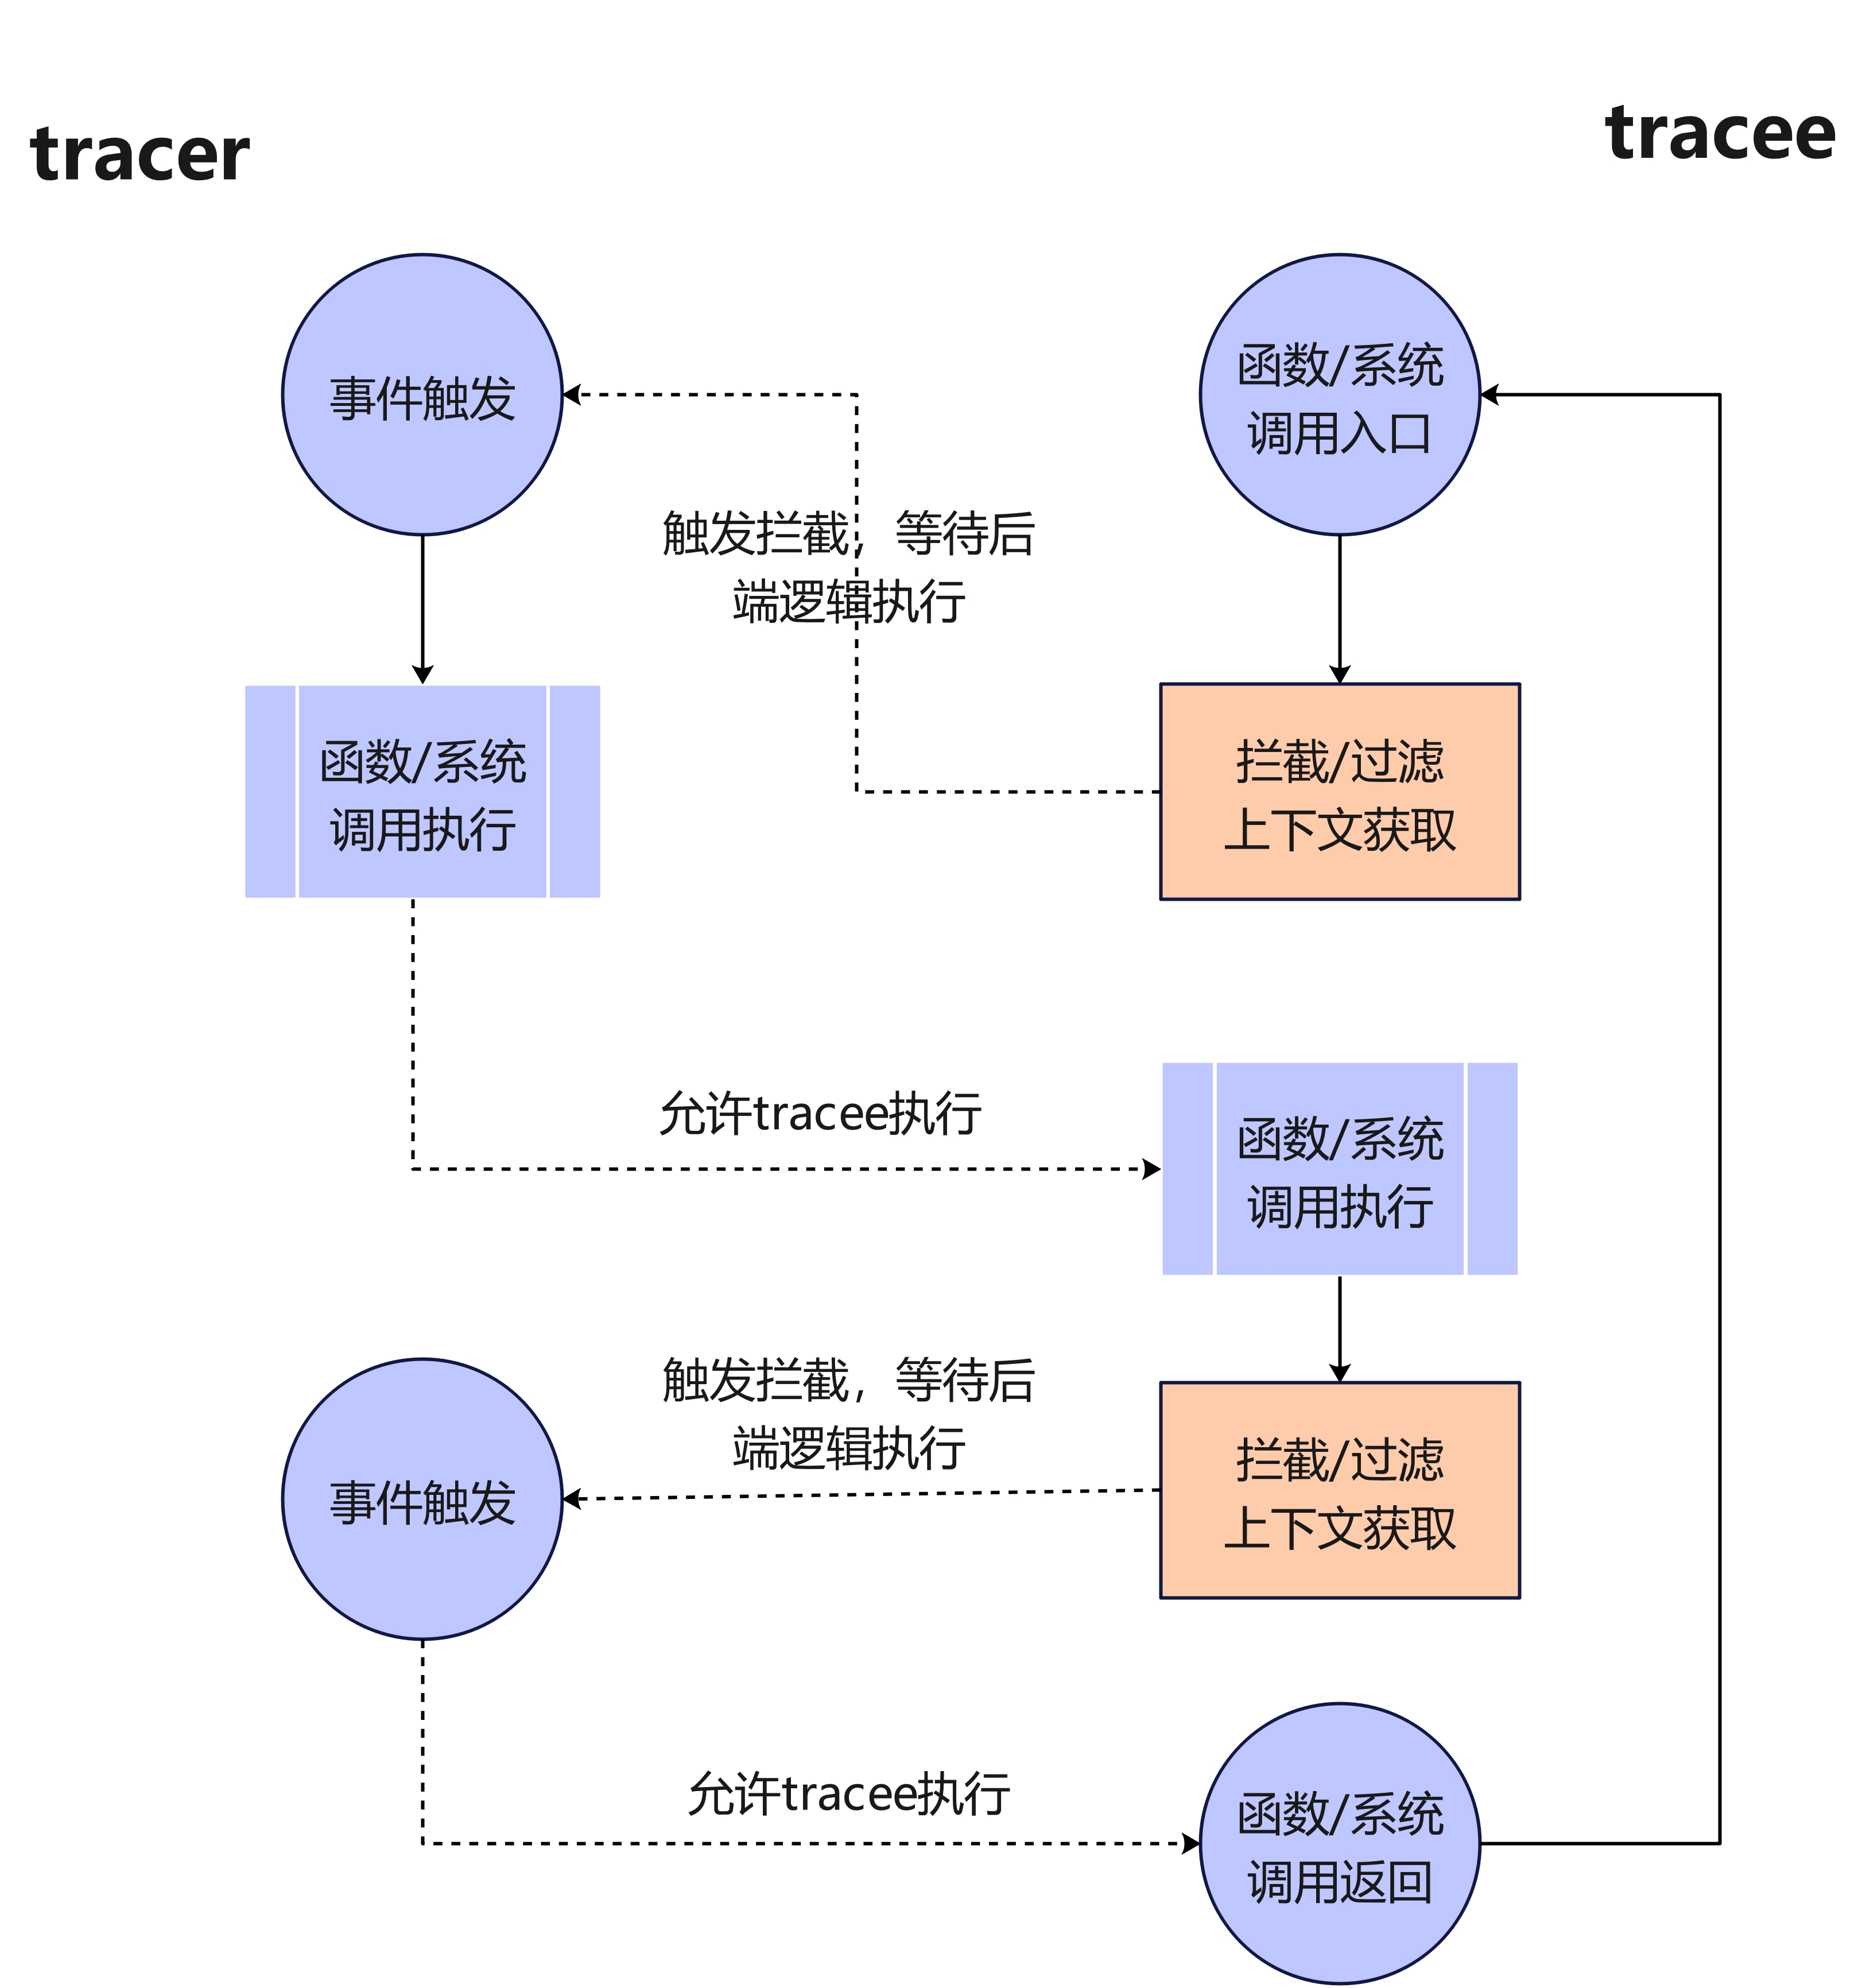 tracer
tracee
事件触发
函数/系统
调用入口
触发拦截，等待后
端逻辑执行
函数/系统
调用执行
拦截/过滤
上下文获取
允许tracee执行
函数/系统
调用执行
触发拦截，等待后
端逻辑执行
事件触发
拦截/过滤
上下文获取
允许tracee执行
函数/系统
调用返回